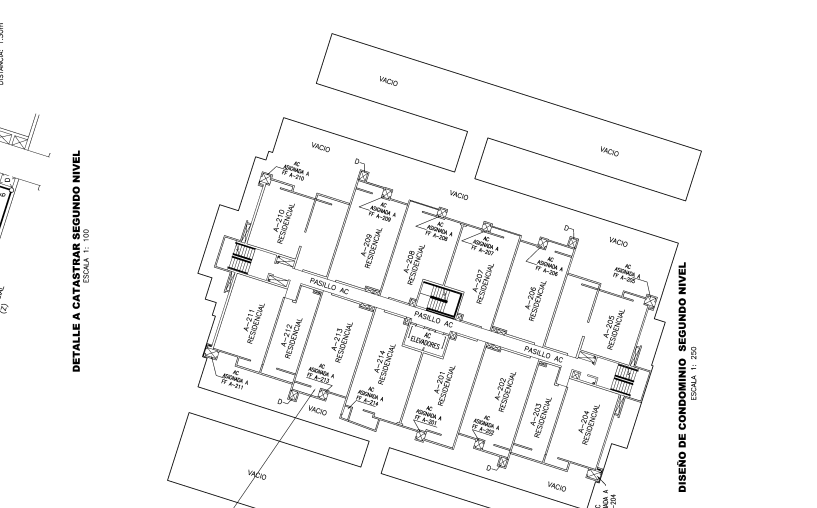 DISTANCIA: 1.50m
DETALLE A CATASTRAR SEGUNDO NIVEL
ESCALA 1: 100
D
6
(2)
VACIO
VACIO
VACIO
VACIO
VACIO
D
D
AC
ASIGNADA A
FF A-210
AC
ASIGNADA A
FF A-209
AC
ASIGNADA A
FF A-208
AC
ASIGNADA A
FF A-207
AC
ASIGNADA A
FF A-206
AC
ASIGNADA A
FF A-205
A-210
RESIDENCIAL
A-209
RESIDENCIAL
A-208
RESIDENCIAL
A-207
RESIDENCIAL
A-206
RESIDENCIAL
A-205
RESIDENCIAL
PASILLO AC
PASILLO AC
PASILLO AC
AC
ELEVADORES
A-211
RESIDENCIAL
A-212
RESIDENCIAL
A-213
RESIDENCIAL
A-214
RESIDENCIAL
A-201
RESIDENCIAL
A-202
RESIDENCIAL
A-203
RESIDENCIAL
A-204
RESIDENCIAL
AC
ASIGNADA A
FF A-211
AC
ASIGNADA A
FF A-213
AC
ASIGNADA A
FF A-214
AC
ASIGNADA A
FF A-201
AC
ASIGNADA A
FF A-202
D
D
VACIO
VACIO
VACIO
DISEÑO DE CONDOMINIO SEGUNDO NIVEL
ESCALA 1: 250